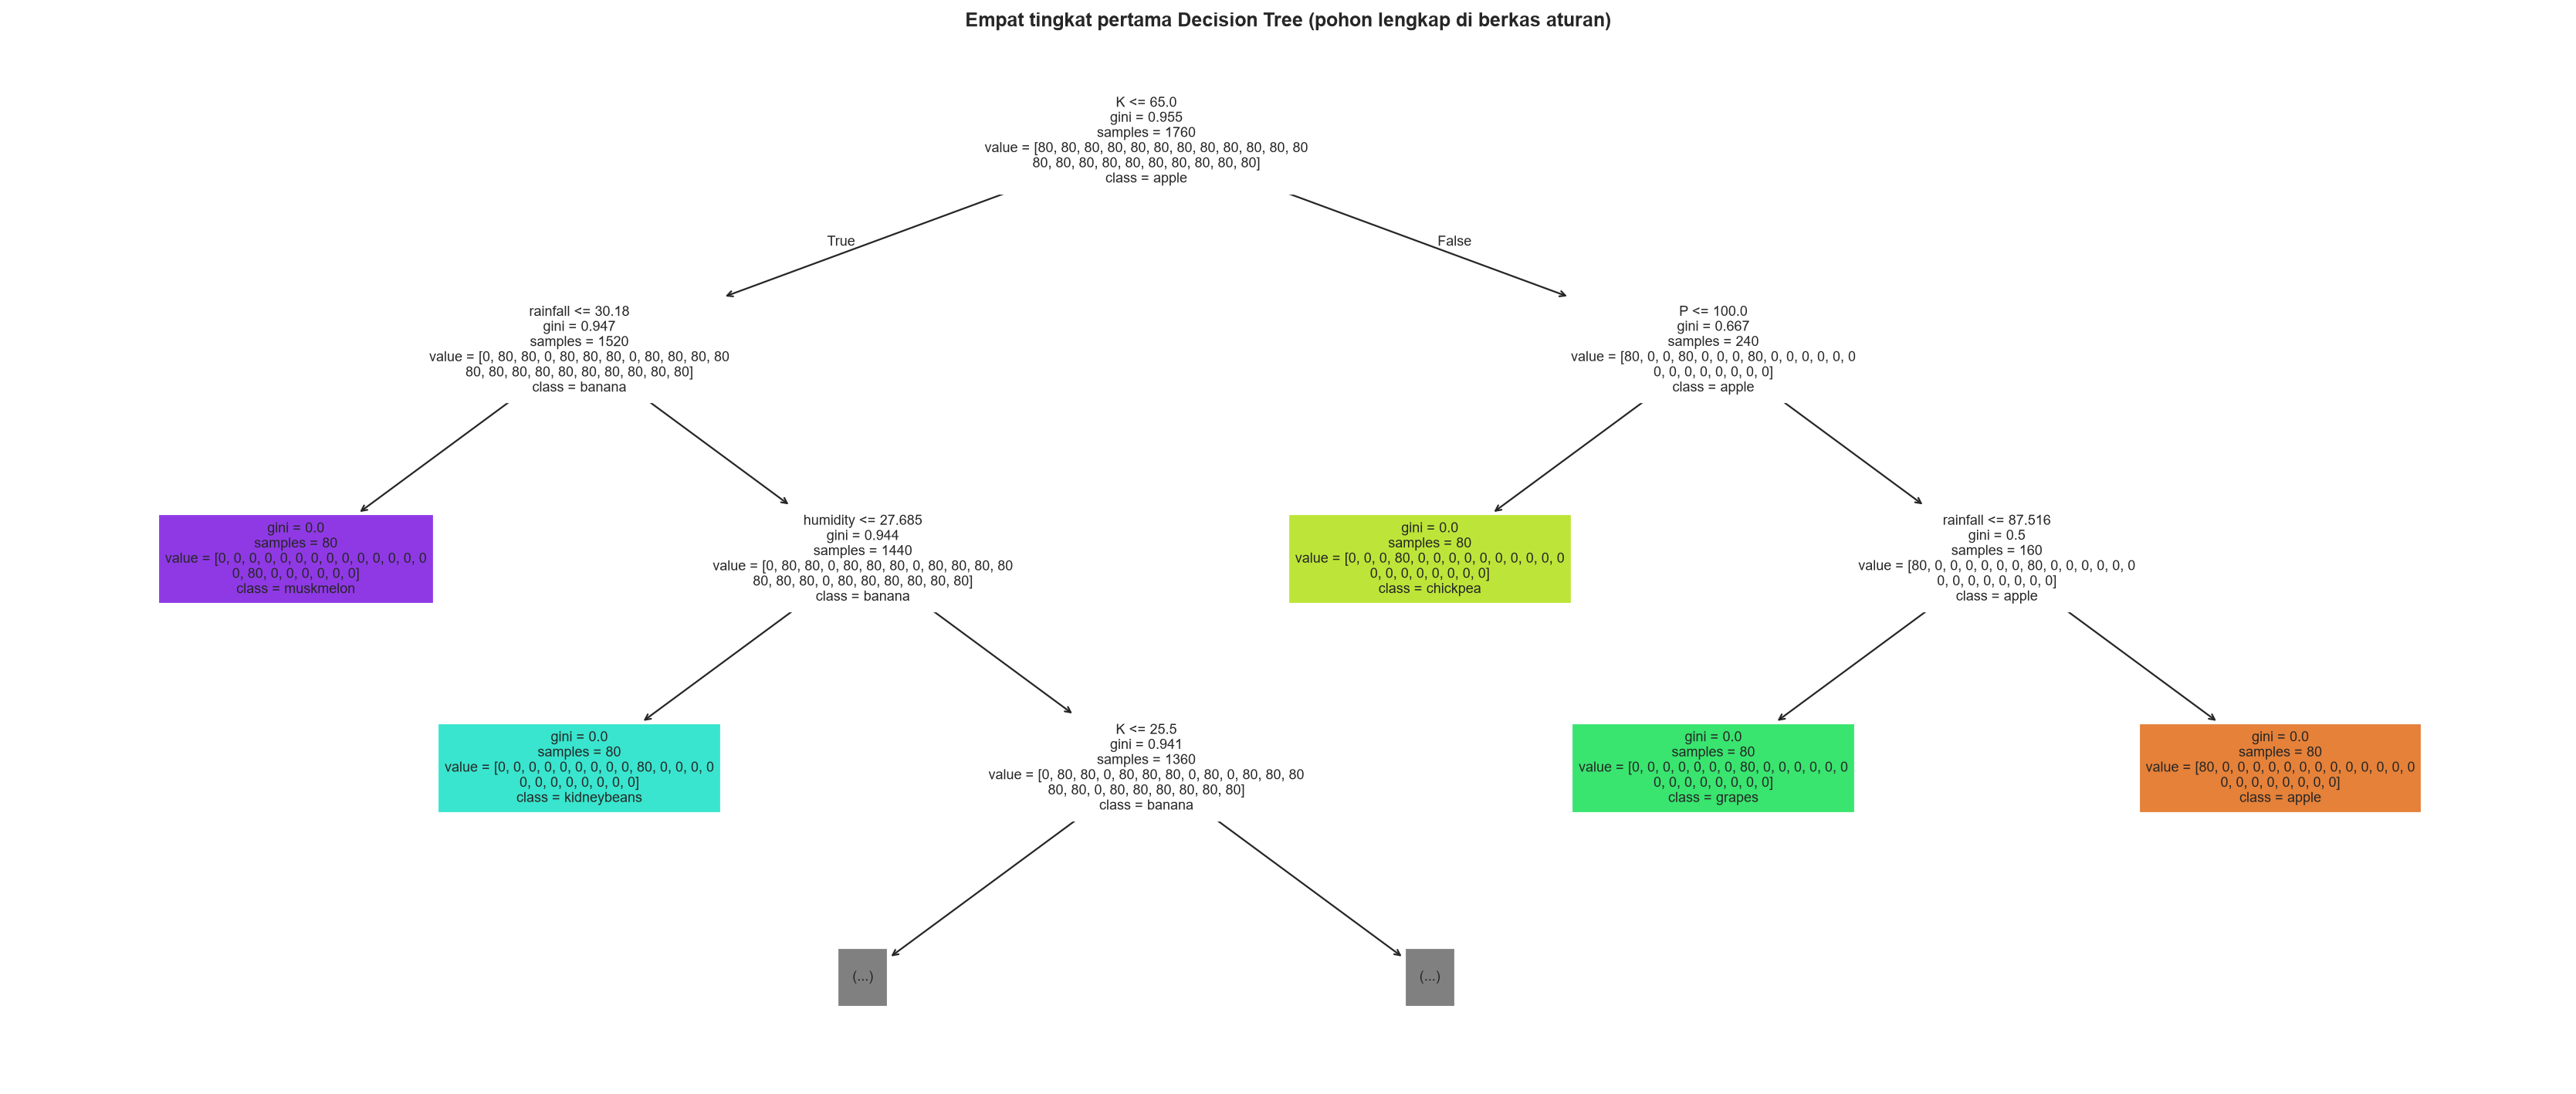 Empat tingkat pertama Decision Tree (pohon lengkap di berkas aturan)
K <= 65.0
gini = 0.955
samples = 1760
value = [80, 80, 80, 80, 80, 80, 80, 80, 80, 80, 80, 80
80, 80, 80, 80, 80, 80, 80, 80, 80, 80]
class = apple
True
False
rainfall <= 30.18
gini = 0.947
samples = 1520
value = [0, 80, 80, 0, 80, 80, 80, 0, 80, 80, 80, 80
80, 80, 80, 80, 80, 80, 80, 80, 80, 80]
class = banana
P <= 100.0
gini = 0.667
samples = 240
value = [80, 0, 0, 80, 0, 0, 0, 80, 0, 0, 0, 0, 0, 0
0, 0, 0, 0, 0, 0, 0, 0]
class = apple
gini = 0.0
samples = 80
value = [0, 0, 0, 0, 0, 0, 0, 0, 0, 0, 0, 0, 0, 0
0, 80, 0, 0, 0, 0, 0, 0]
class = muskmelon
humidity <= 27.685
gini = 0.944
samples = 1440
value = [0, 80, 80, 0, 80, 80, 80, 0, 80, 80, 80, 80
80, 80, 80, 0, 80, 80, 80, 80, 80, 80]
class = banana
gini = 0.0
samples = 80
value = [0, 0, 0, 80, 0, 0, 0, 0, 0, 0, 0, 0, 0, 0
0, 0, 0, 0, 0, 0, 0, 0]
class = chickpea
rainfall <= 87.516
gini = 0.5
samples = 160
value = [80, 0, 0, 0, 0, 0, 0, 80, 0, 0, 0, 0, 0, 0
0, 0, 0, 0, 0, 0, 0, 0]
class = apple
gini = 0.0
samples = 80
value = [0, 0, 0, 0, 0, 0, 0, 0, 0, 80, 0, 0, 0, 0
0, 0, 0, 0, 0, 0, 0, 0]
class = kidneybeans
K <= 25.5
gini = 0.941
samples = 1360
value = [0, 80, 80, 0, 80, 80, 80, 0, 80, 0, 80, 80, 80
80, 80, 0, 80, 80, 80, 80, 80, 80]
class = banana
gini = 0.0
samples = 80
value = [0, 0, 0, 0, 0, 0, 0, 80, 0, 0, 0, 0, 0, 0
0, 0, 0, 0, 0, 0, 0, 0]
class = grapes
gini = 0.0
samples = 80
value = [80, 0, 0, 0, 0, 0, 0, 0, 0, 0, 0, 0, 0, 0
0, 0, 0, 0, 0, 0, 0, 0]
class = apple
(...)
(...)